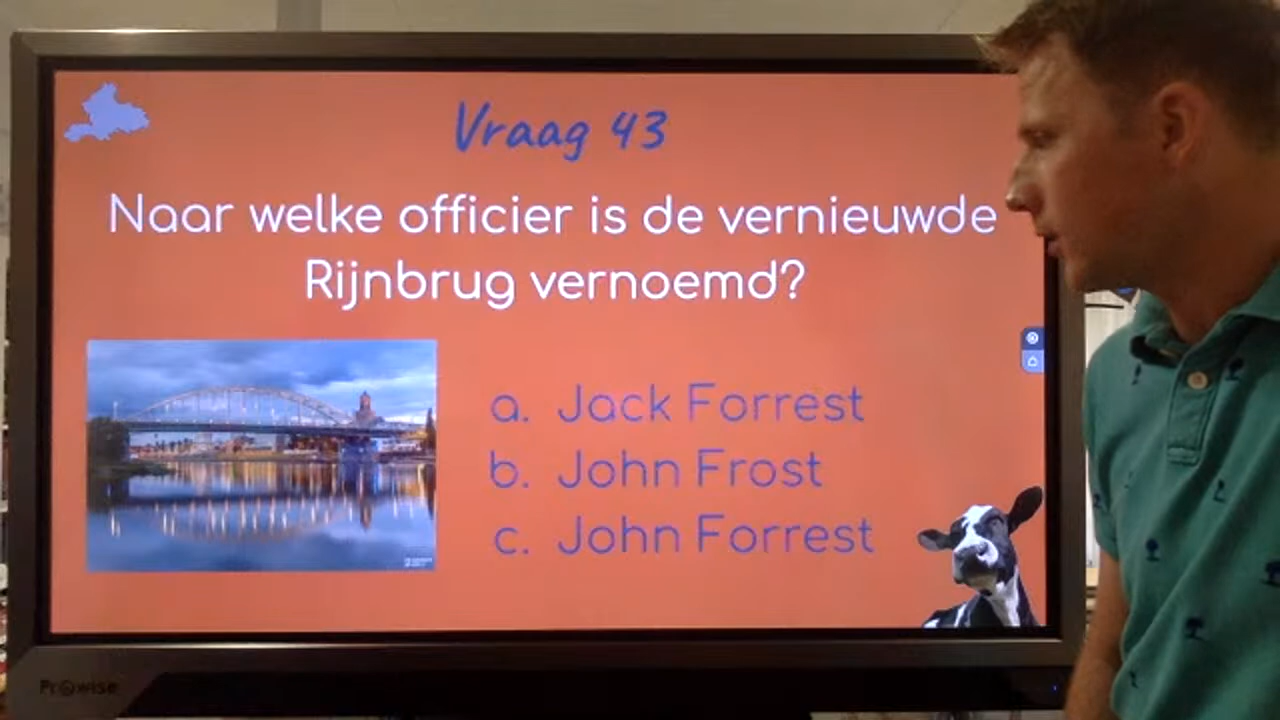 Vraag 43
Naar welke officier is de vernieuwde
Rijnbrug vernoemd?
a. Jack Forrest
b. John Frost
c. John Forrest
Prowise